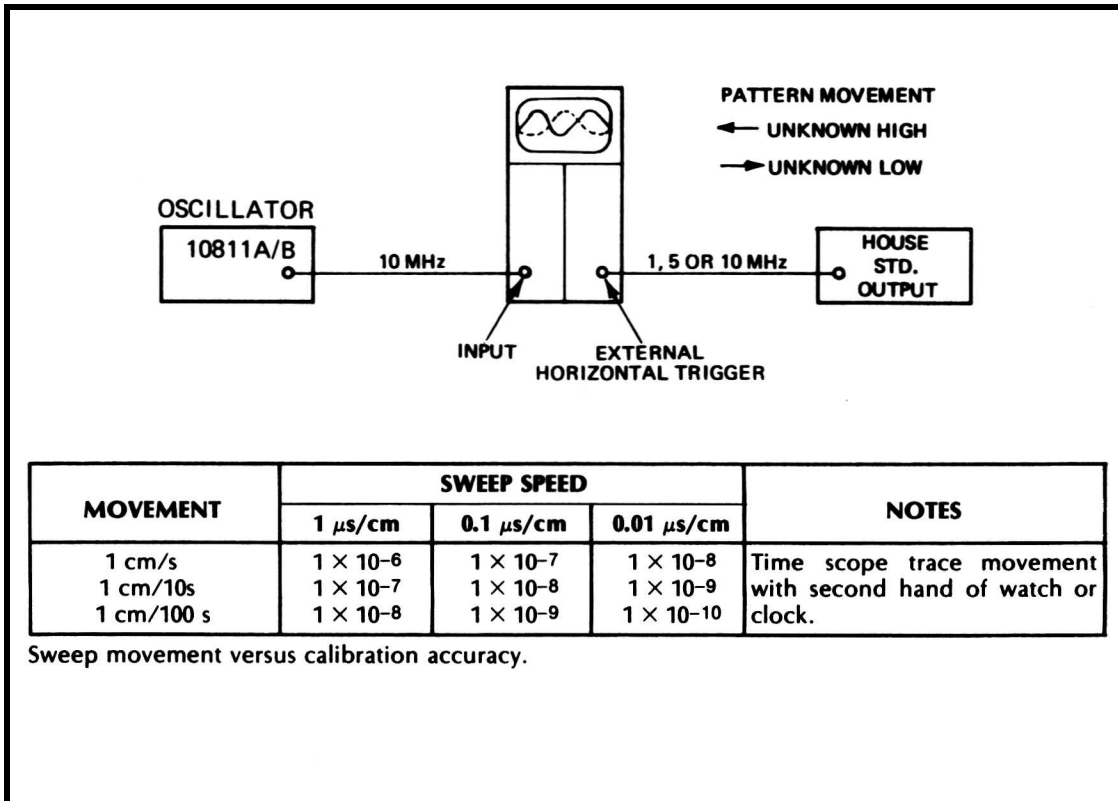 PATTERN MOVEMENT
← UNKNOWN HIGH
→ UNKNOWN LOW
OSCILLATOR
10811A/B
10 MHz
1, 5 OR 10 MHz
HOUSE
STD.
OUTPUT
INPUT
EXTERNAL
HORIZONTAL TRIGGER
MOVEMENT
SWEEP SPEED
NOTES
1 μs/cm
0.1 μs/cm
0.01 μs/cm
1 cm/s
1 × 10⁻⁶
1 × 10⁻⁷
1 × 10⁻⁸
1 cm/10s
1 × 10⁻⁷
1 × 10⁻⁸
1 × 10⁻⁹
1 cm/100 s
1 × 10⁻⁸
1 × 10⁻⁹
1 × 10⁻¹⁰
Time scope trace movement
with second hand of watch or
clock.
Sweep movement versus calibration accuracy.